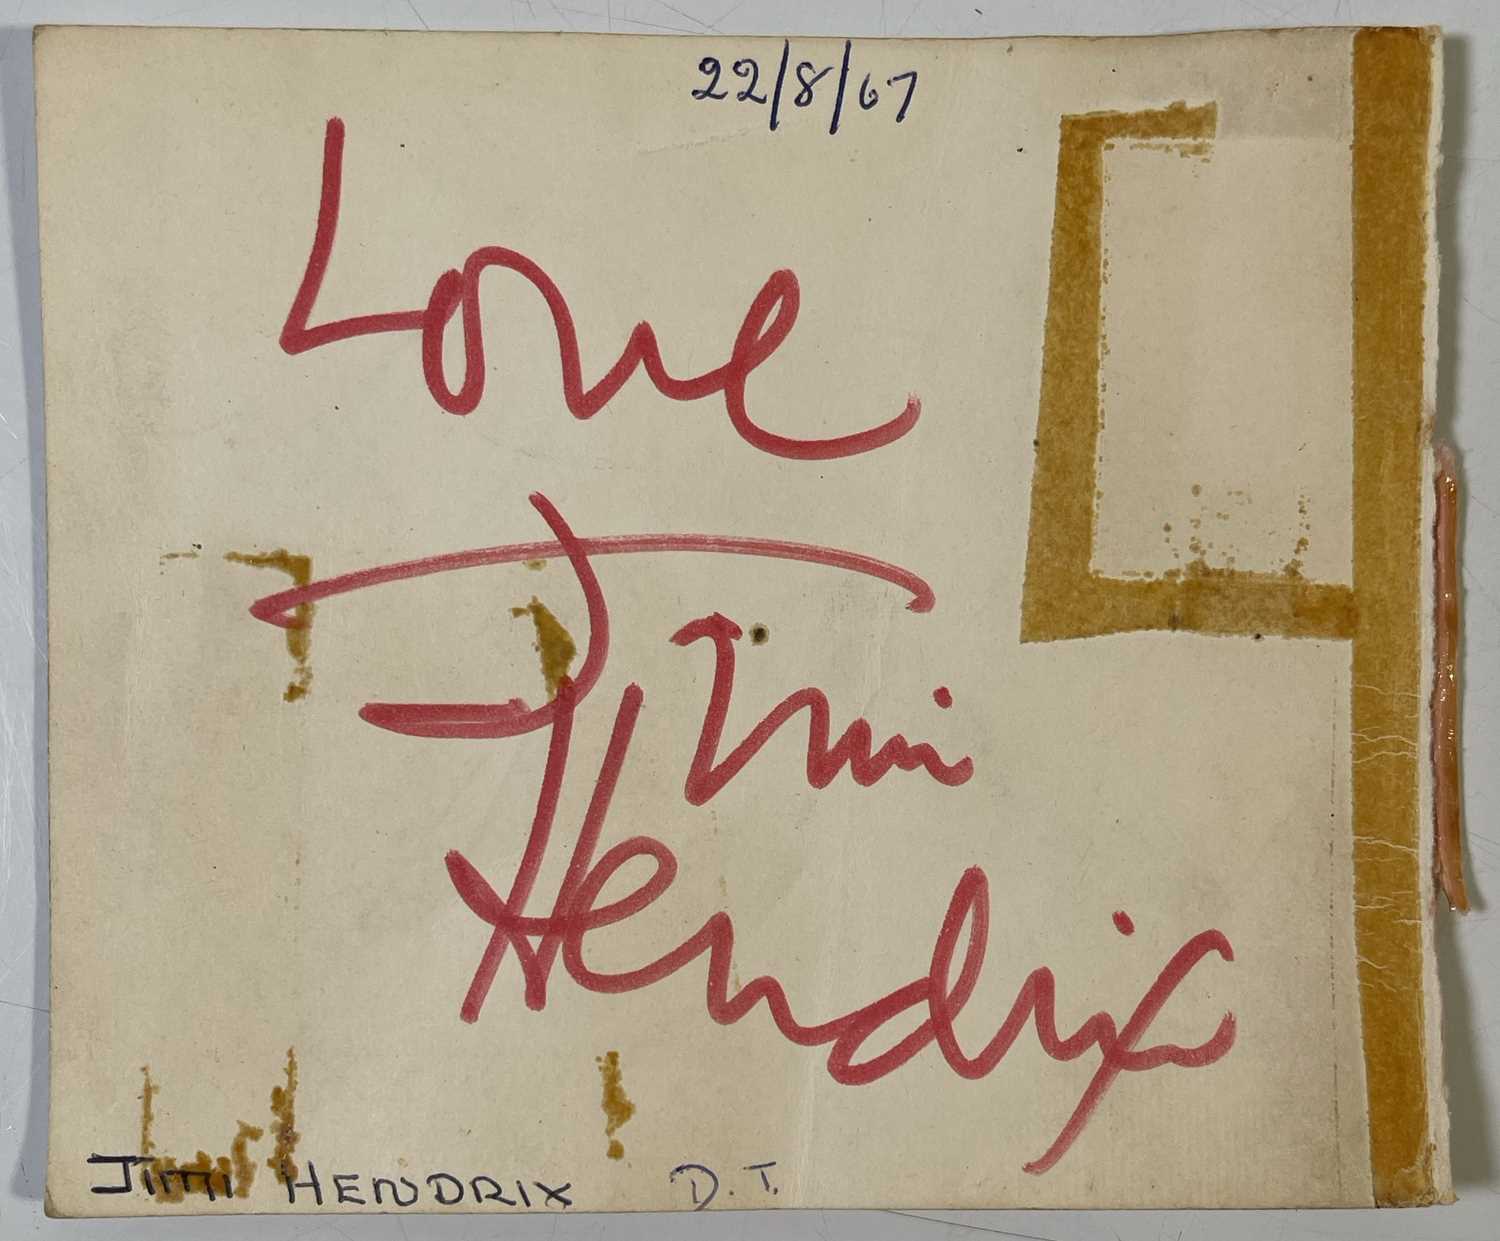 22/8/67
Love
Jimi
Hendrix
JIMI HENDRIX D.T.